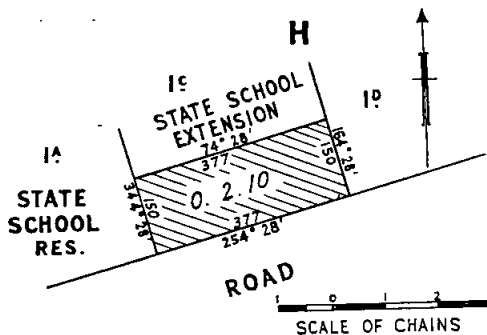 H
1ᶜ
STATE SCHOOL
EXTENSION
1ᴰ
1ᴬ
STATE
SCHOOL
RES.
74° 28'
377
164° 28'
150
344° 28'
150
0. 2. 10
377
254° 28'
ROAD
1 0 1 2
SCALE OF CHAINS